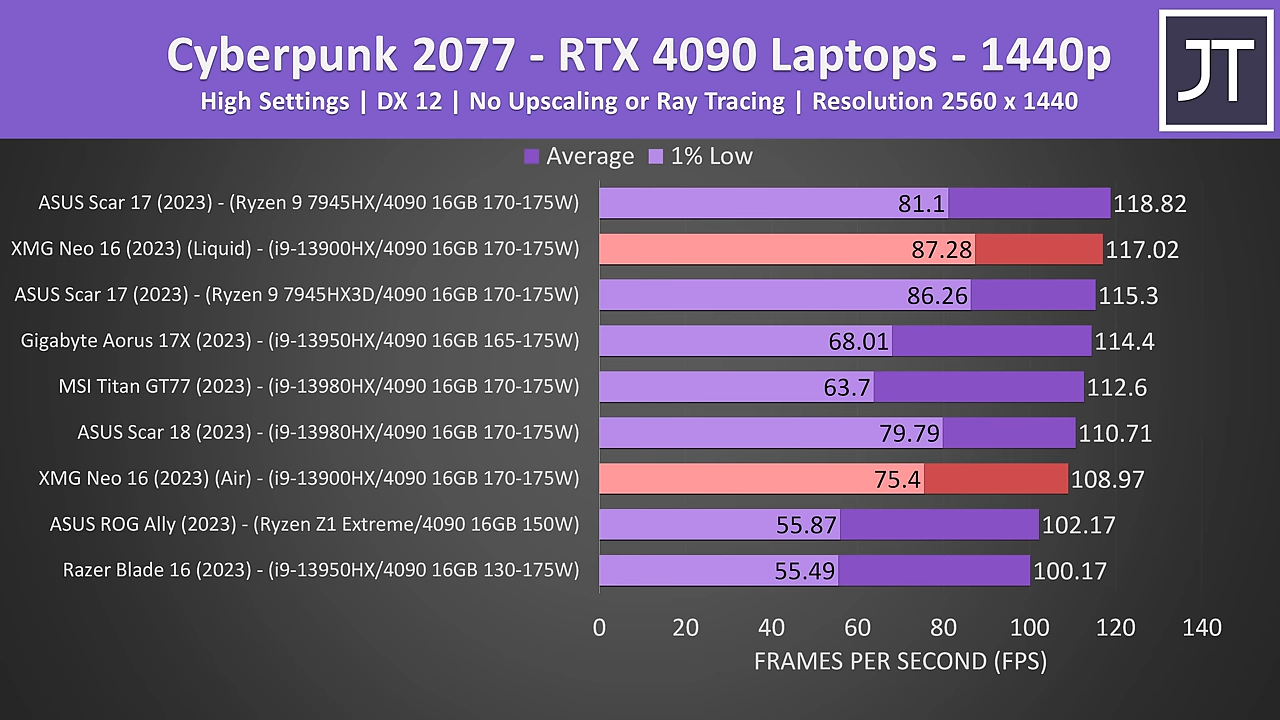 Cyberpunk 2077 - RTX 4090 Laptops - 1440p
High Settings | DX 12 | No Upscaling or Ray Tracing | Resolution 2560 x 1440
JT
Average 1% Low
ASUS Scar 17 (2023) - (Ryzen 9 7945HX/4090 16GB 170-175W) 81.1 118.82
XMG Neo 16 (2023) (Liquid) - (i9-13900HX/4090 16GB 170-175W) 87.28 117.02
ASUS Scar 17 (2023) - (Ryzen 9 7945HX3D/4090 16GB 170-175W) 86.26 115.3
Gigabyte Aorus 17X (2023) - (i9-13950HX/4090 16GB 165-175W) 68.01 114.4
MSI Titan GT77 (2023) - (i9-13980HX/4090 16GB 170-175W) 63.7 112.6
ASUS Scar 18 (2023) - (i9-13980HX/4090 16GB 170-175W) 79.79 110.71
XMG Neo 16 (2023) (Air) - (i9-13900HX/4090 16GB 170-175W) 75.4 108.97
ASUS ROG Ally (2023) - (Ryzen Z1 Extreme/4090 16GB 150W) 55.87 102.17
Razer Blade 16 (2023) - (i9-13950HX/4090 16GB 130-175W) 55.49 100.17
0 20 40 60 80 100 120 140
FRAMES PER SECOND (FPS)